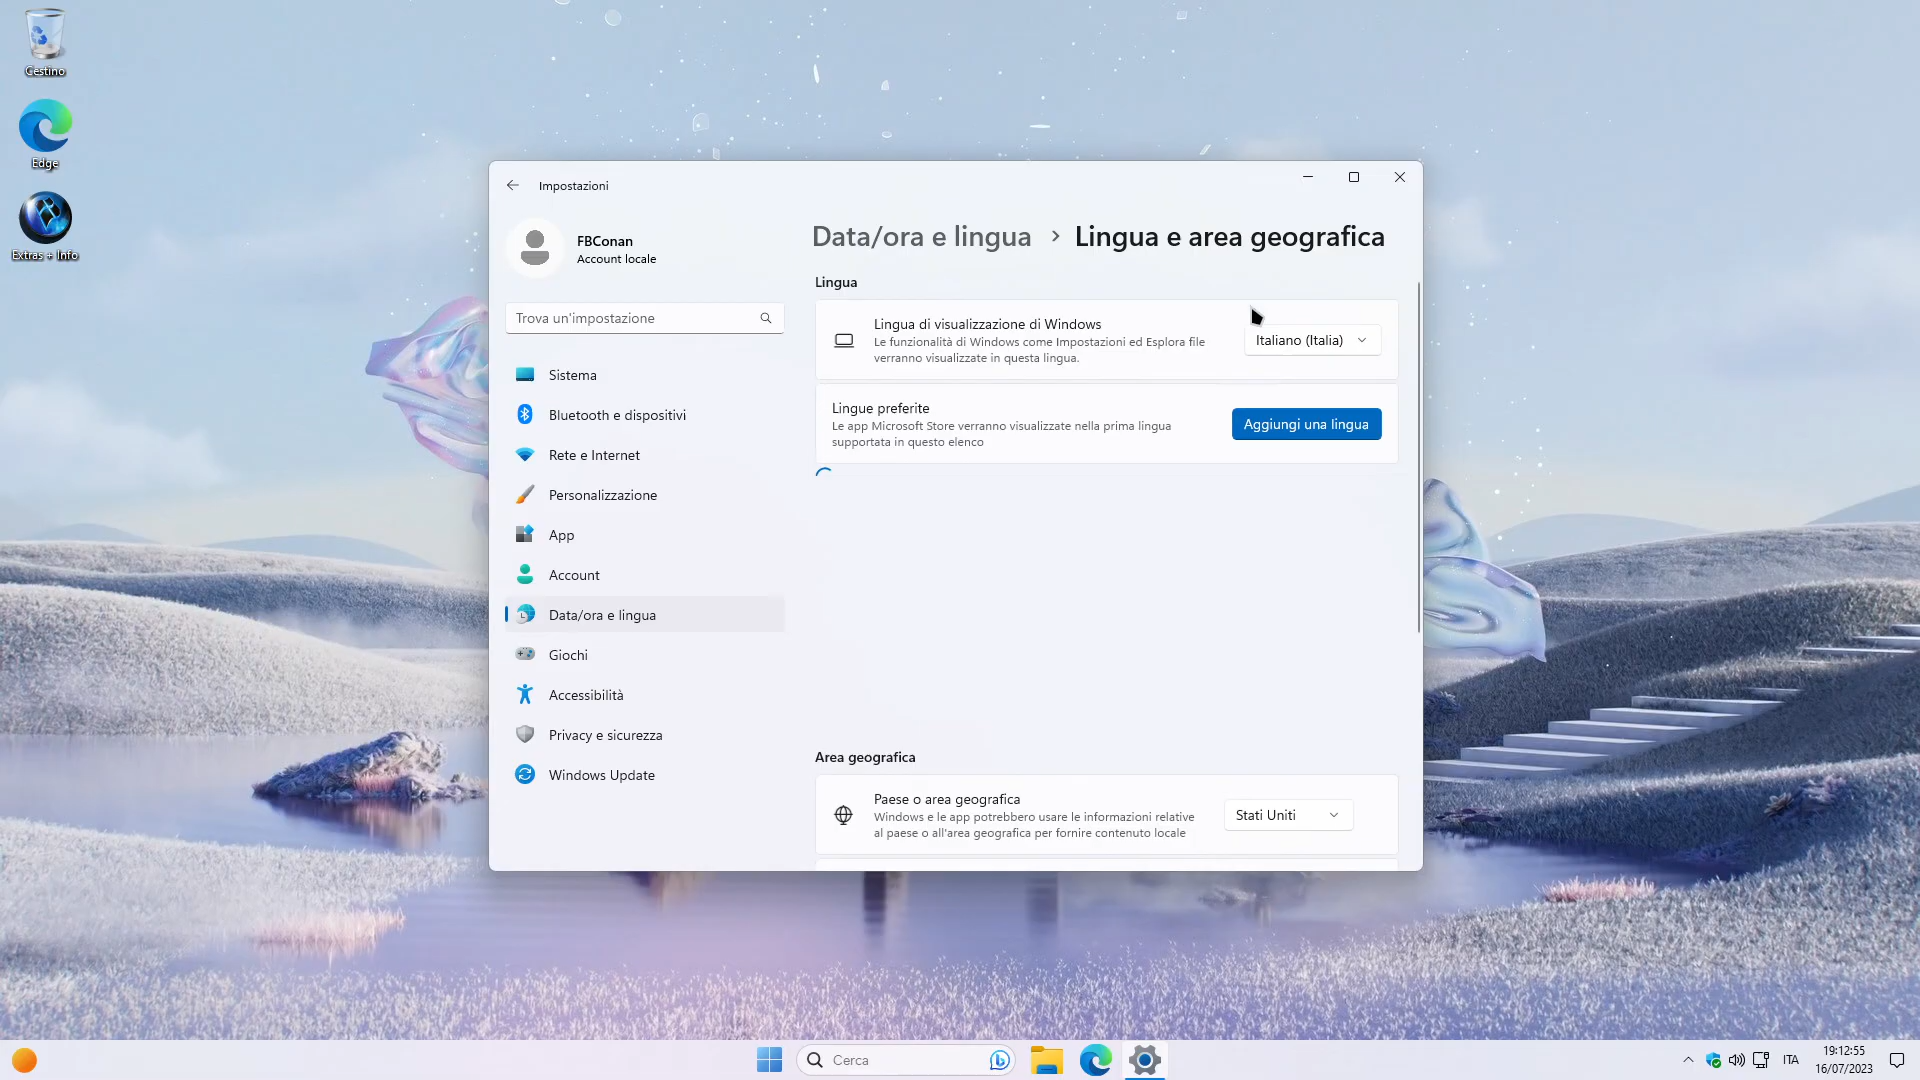 Cestino
Edge
Extras + Info
Impostazioni
FBConan
Account locale
Trova un'impostazione
Sistema
Bluetooth e dispositivi
Rete e Internet
Personalizzazione
App
Account
Data/ora e lingua
Giochi
Accessibilità
Privacy e sicurezza
Windows Update
Data/ora e lingua › Lingua e area geografica
Lingua
Lingua di visualizzazione di Windows
Le funzionalità di Windows come Impostazioni ed Esplora file
verranno visualizzate in questa lingua.
Italiano (Italia)
Lingue preferite
Le app Microsoft Store verranno visualizzate nella prima lingua
supportata in questo elenco
Aggiungi una lingua
Area geografica
Paese o area geografica
Windows e le app potrebbero usare le informazioni relative
al paese o all'area geografica per fornire contenuto locale
Stati Uniti
Cerca
ITA
19:12:55
16/07/2023